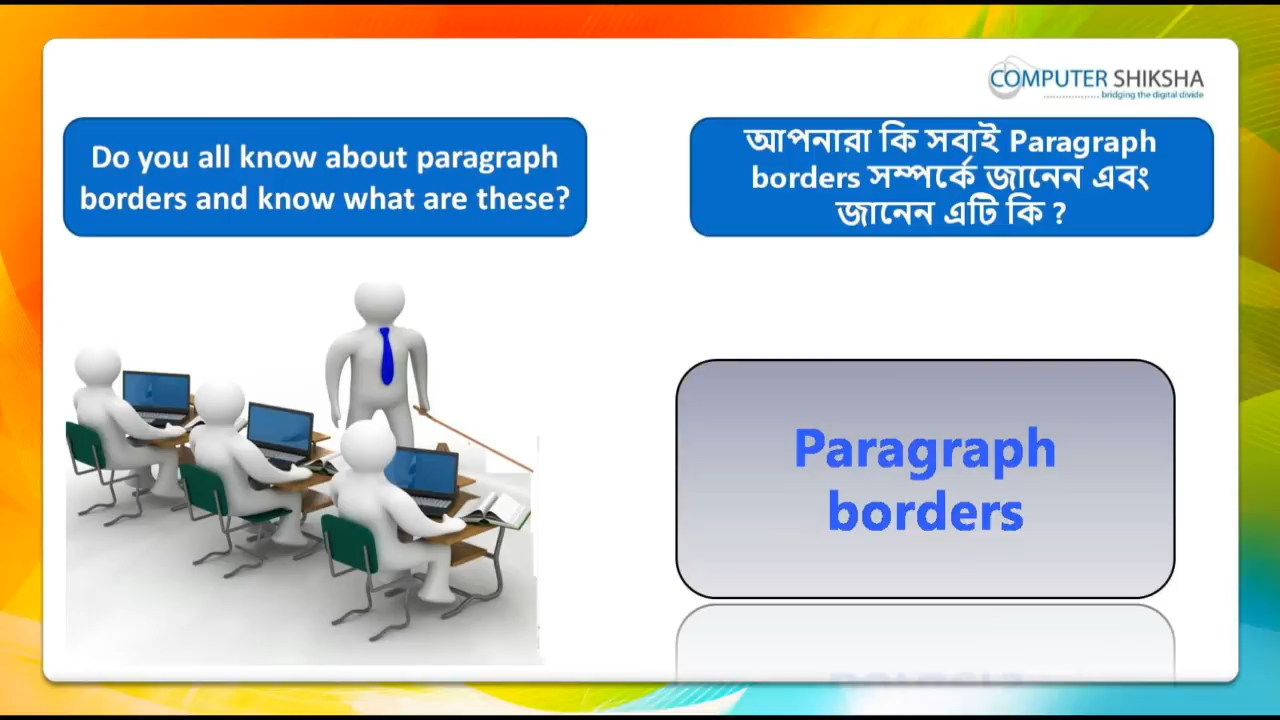 COMPUTER SHIKSHA
bridging the digital divide
Do you all know about paragraph
borders and know what are these?
আপনারা কি সবাই Paragraph
borders সম্পর্কে জানেন এবং
জানেন এটি কি ?
Paragraph
borders